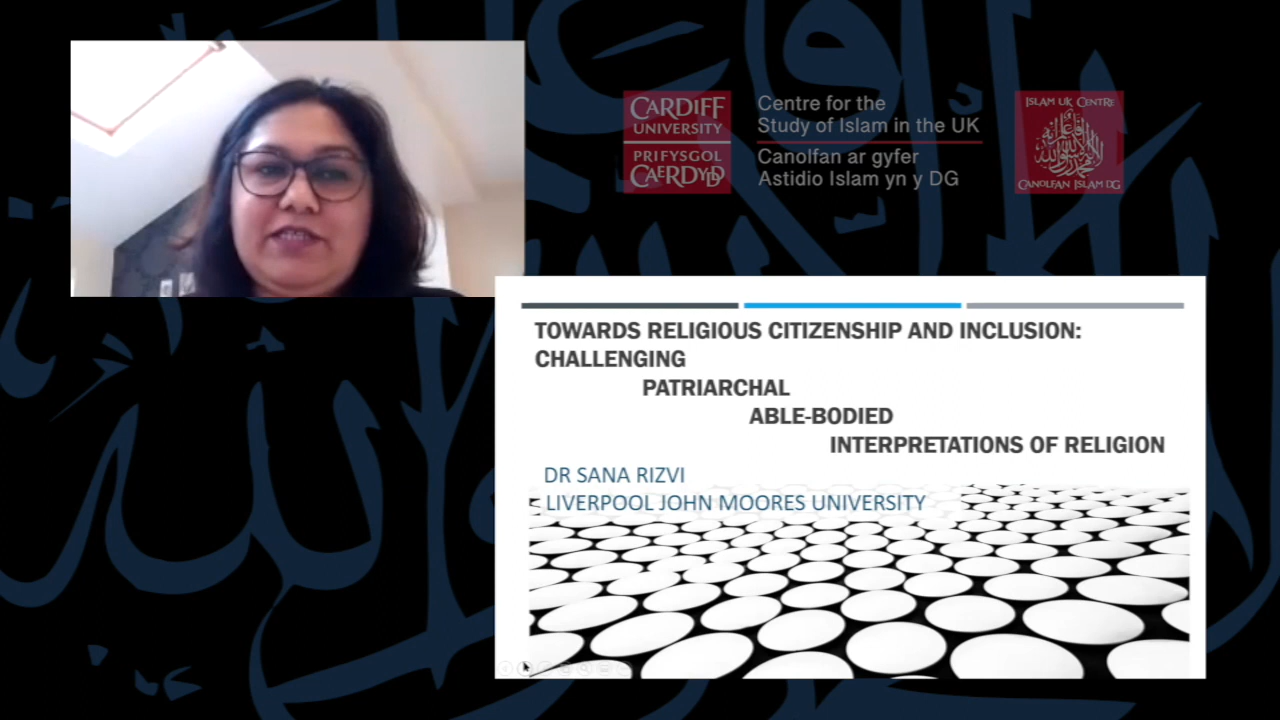 CARDIFF
UNIVERSITY
PRIFYSGOL
CAERDYDD
Centre for the
Study of Islam in the UK
Canolfan ar gyfer
Astidio Islam yn y DG
ISLAM UK CENTRE
CANOLFAN ISLAM DG
TOWARDS RELIGIOUS CITIZENSHIP AND INCLUSION:
CHALLENGING
PATRIARCHAL
ABLE-BODIED
INTERPRETATIONS OF RELIGION
DR SANA RIZVI
LIVERPOOL JOHN MOORES UNIVERSITY